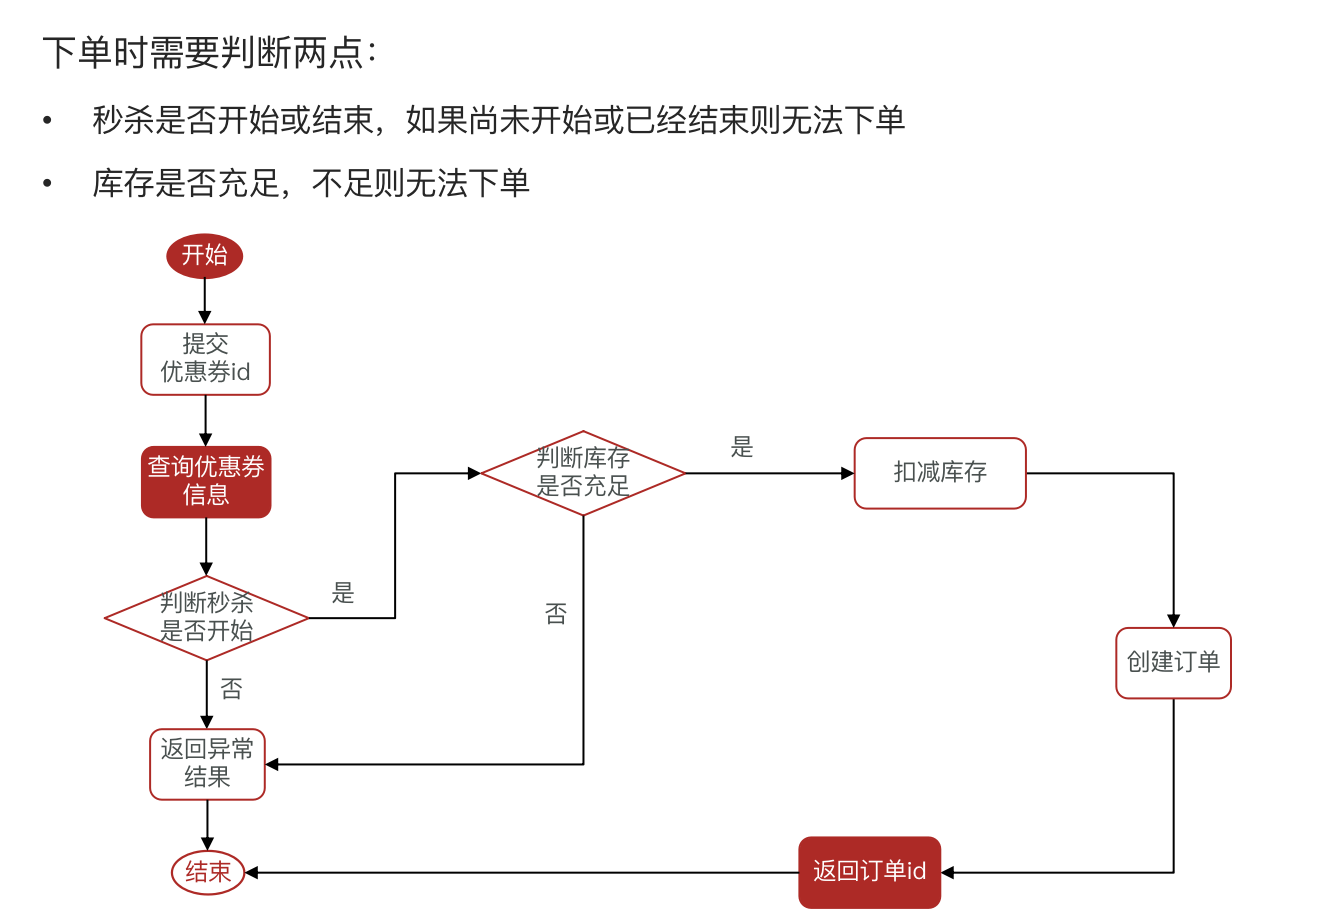 下单时需要判断两点：
• 秒杀是否开始或结束，如果尚未开始或已经结束则无法下单
• 库存是否充足，不足则无法下单
开始
提交
优惠券id
查询优惠券
信息
判断秒杀
是否开始
是
否
返回异常
结果
结束
判断库存
是否充足
是
否
扣减库存
创建订单
返回订单id